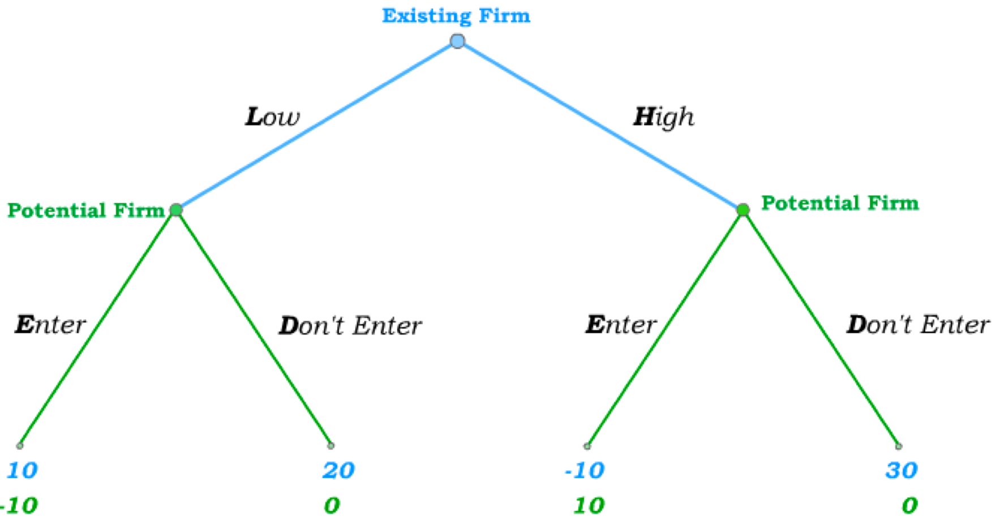 Existing Firm
Low
High
Potential Firm
Potential Firm
Enter
Don't Enter
Enter
Don't Enter
10
20
-10
30
-10
0
10
0